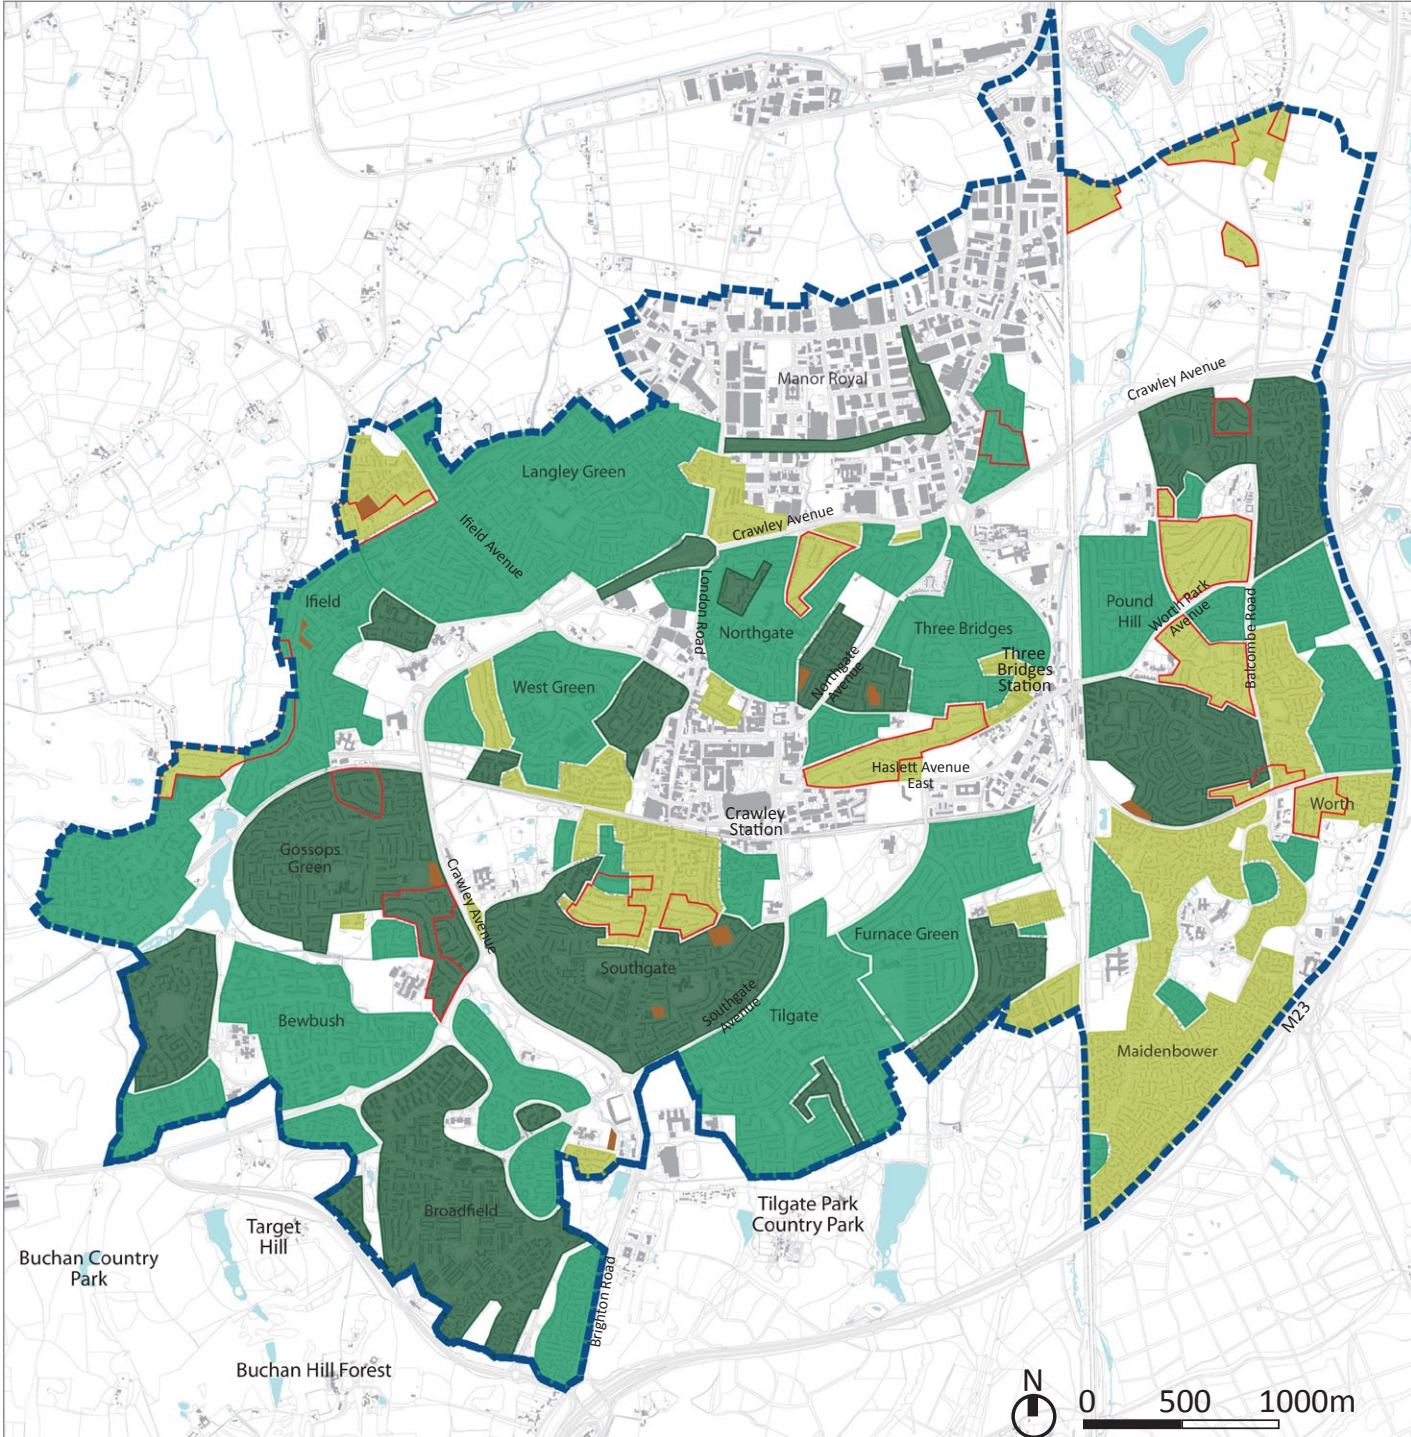 Crawley Avenue
Manor Royal
Langley Green
Crawley Avenue
Ifield Avenue
London Road
Ifield
Northgate
Three Bridges
Pound
Hill
Worth Park
Avenue
Balcombe Road
Three
Bridges
Station
Northgate
Avenue
West Green
Haslett Avenue
East
Crawley
Station
Worth
Gossops
Green
Crawley Avenue
Furnace Green
Southgate
Southgate
Avenue
Tilgate
Bewbush
M23
Maidenbower
Broadfield
Tilgate Park
Country Park
Target
Hill
Buchan Country
Park
Brighton Road
Buchan Hill Forest
N
0 500 1000m